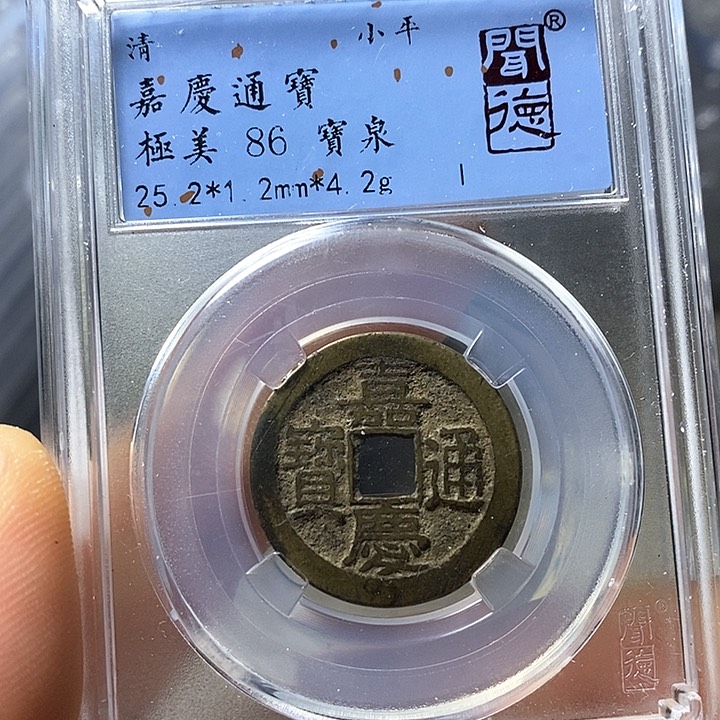 清 小平
嘉慶通寶
極美 86 寶泉
25.2*1.2mm*4.2g
聞德®
嘉慶通寶
聞德